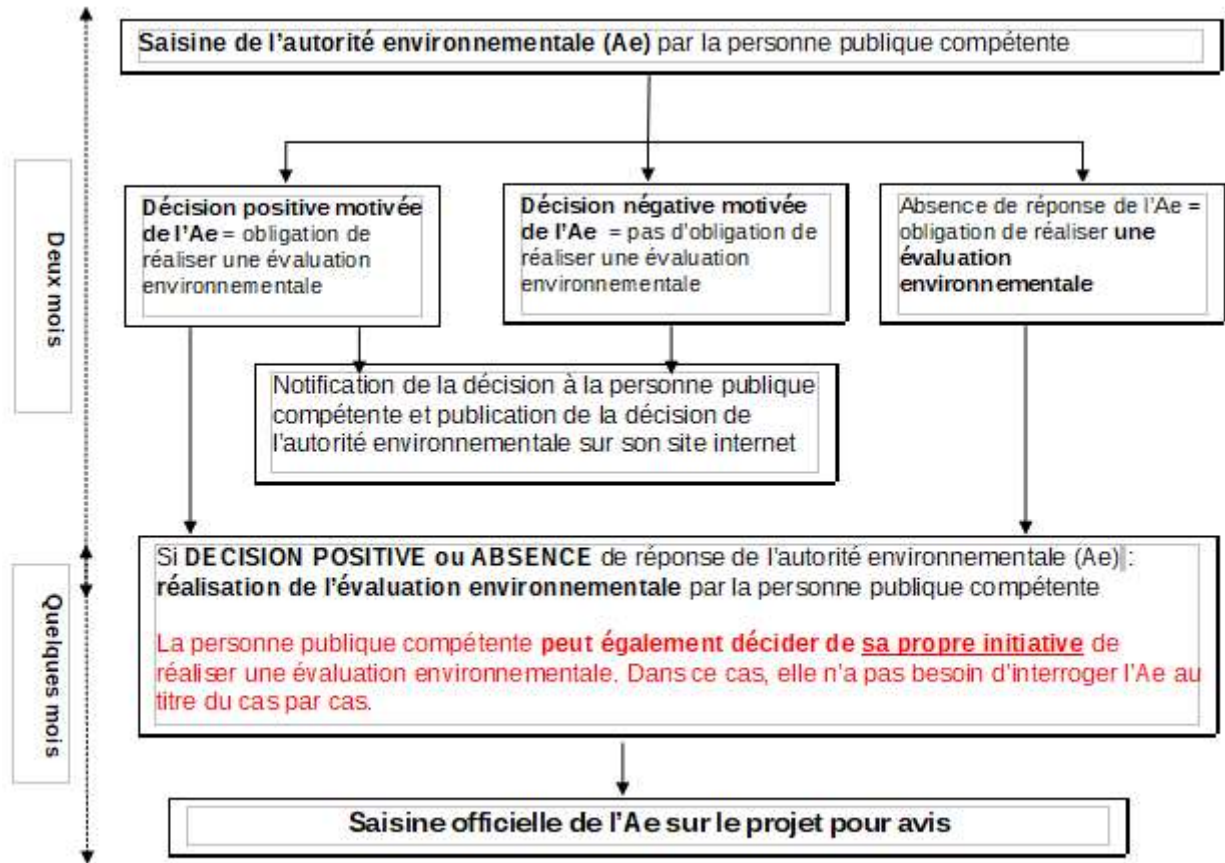 Saisine de l'autorité environnementale (Ae) par la personne publique compétente
Deux mois
Décision positive motivée
de l'Ae = obligation de
réaliser une évaluation
environnementale
Décision négative motivée
de l'Ae = pas d'obligation de
réaliser une évaluation
environnementale
Absence de réponse de l'Ae =
obligation de réaliser une
évaluation
environnementale
Notification de la décision à la personne publique
compétente et publication de la décision de
l'autorité environnementale sur son site internet
Quelques mois
Si DECISION POSITIVE ou ABSENCE de réponse de l'autorité environnementale (Ae) :
réalisation de l'évaluation environnementale par la personne publique compétente
La personne publique compétente peut également décider de sa propre initiative de
réaliser une évaluation environnementale. Dans ce cas, elle n'a pas besoin d'interroger l'Ae au
titre du cas par cas.
Saisine officielle de l'Ae sur le projet pour avis